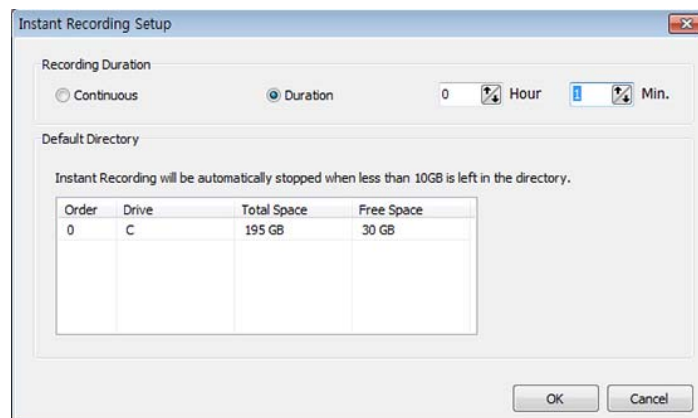 Instant Recording Setup
Recording Duration
Continuous Duration 0 Hour 1 Min.
Default Directory
Instant Recording will be automatically stopped when less than 10GB is left in the directory.
Order Drive Total Space Free Space
0 C 195 GB 30 GB
OK Cancel